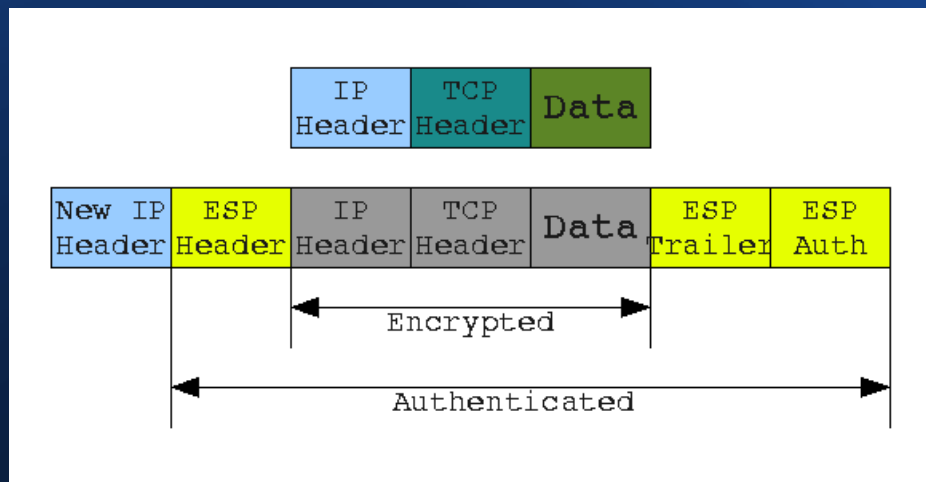 IP TCP Data
Header Header
New IP ESP IP TCP Data ESP ESP
Header Header Header Header Trailer Auth
Encrypted
Authenticated